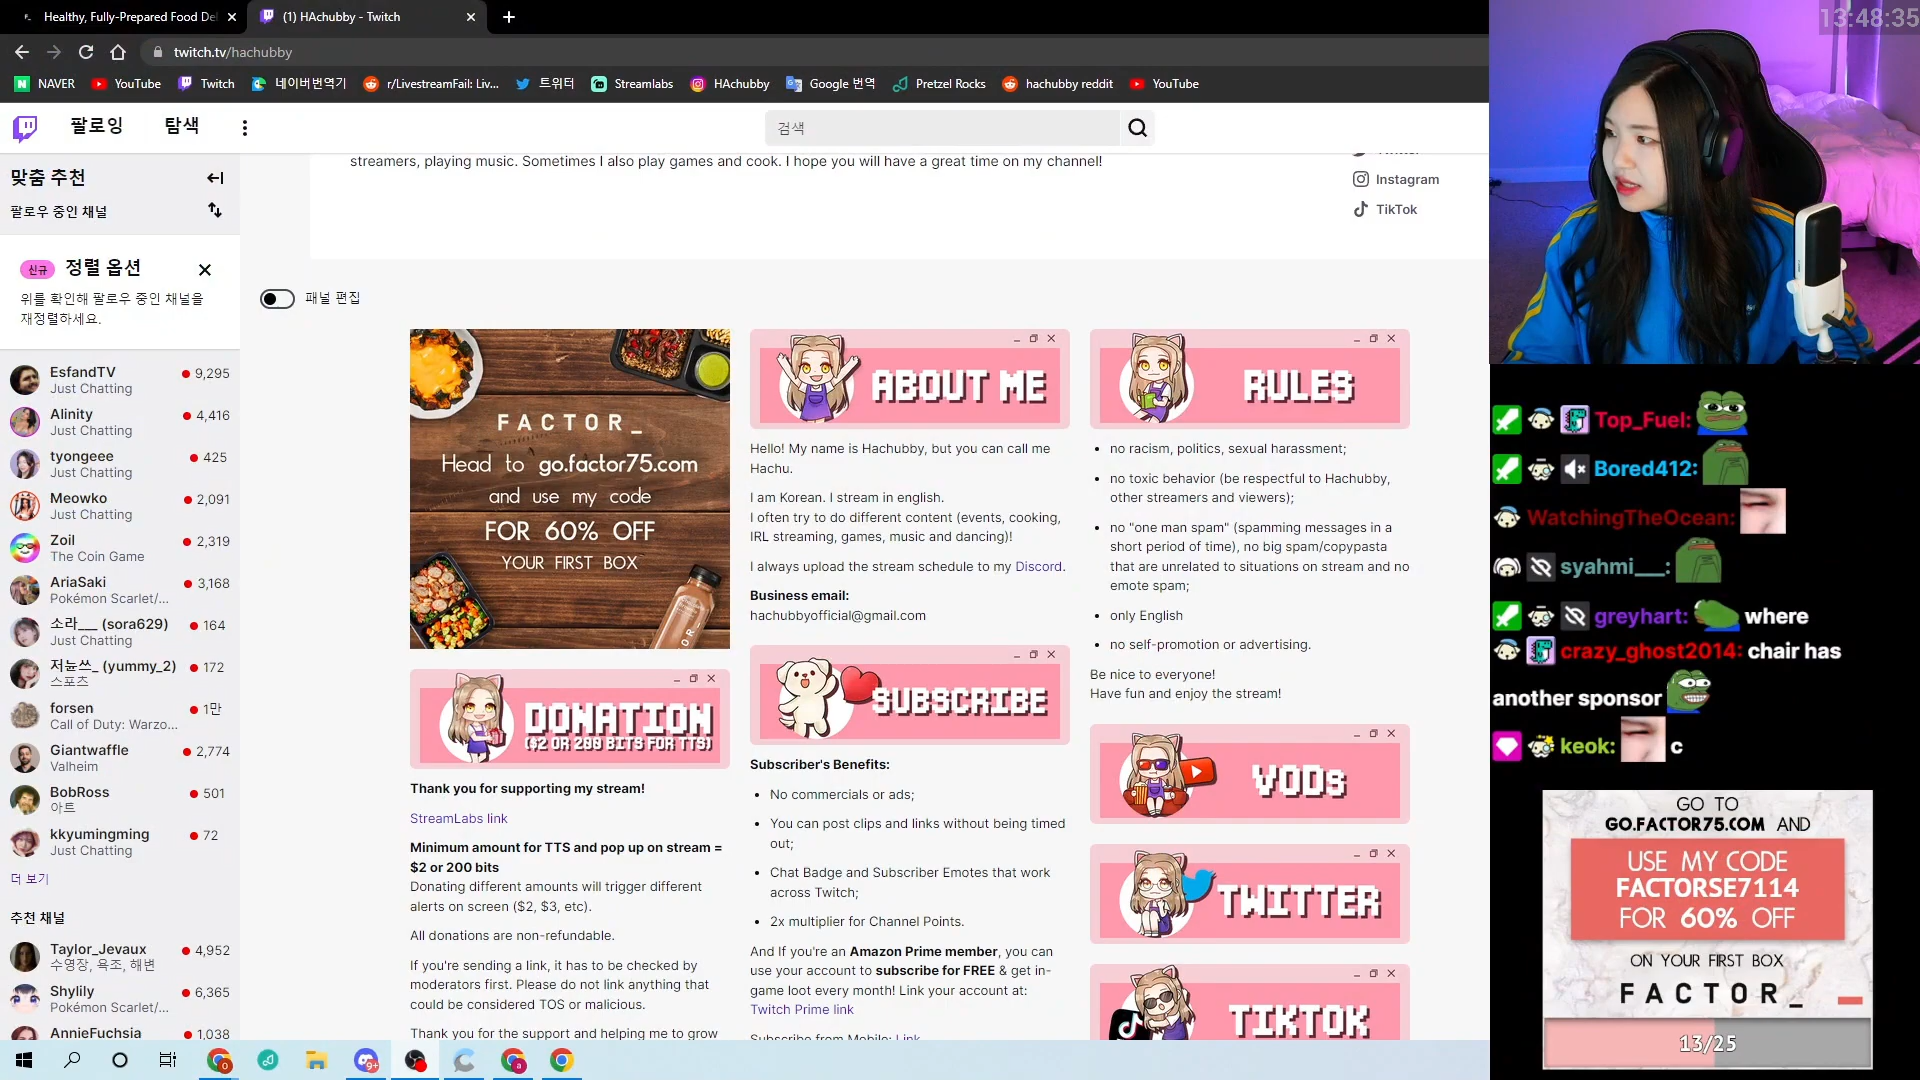 Healthy, Fully-Prepared Food De
(1) HAchubby - Twitch
13:48:35
twitch.tv/hachubby
NAVER
YouTube
Twitch
네이버번역기
r/LivestreamFail: Liv...
트위터
Streamlabs
HAchubby
Google 번역
Pretzel Rocks
hachubby reddit
YouTube
팔로잉
탐색
검색
맞춤 추천
팔로우 중인 채널
신규 정렬 옵션
위를 확인해 팔로우 중인 채널을
재정렬하세요.
EsfandTV 9,295
Just Chatting
Alinity 4,416
Just Chatting
tyongeee 425
Just Chatting
Meowko 2,091
Just Chatting
Zoil 2,319
The Coin Game
AriaSaki 3,168
Pokémon Scarlet/...
소라___ (sora629) 164
Just Chatting
저눈쓰_ (yummy_2) 172
스포츠
forsen 1만
Call of Duty: Warzo...
Giantwaffle 2,774
Valheim
BobRoss 501
아트
kkyumingming 72
Just Chatting
더 보기
추천 채널
Taylor_Jevaux 4,952
수영장, 욕조, 해변
Shylily 6,365
Pokémon Scarlet/...
AnnieFuchsia 1,038
streamers, playing music. Sometimes I also play games and cook. I hope you will have a great time on my channel!
Instagram
TikTok
패널 편집
FACTOR_
Head to go.factor75.com
and use my code
FOR 60% OFF
YOUR FIRST BOX
DONATION
($2 OR 200 BITS FOR TTS)
Thank you for supporting my stream!
StreamLabs link
Minimum amount for TTS and pop up on stream =
$2 or 200 bits
Donating different amounts will trigger different
alerts on screen ($2, $3, etc).
All donations are non-refundable.
If you're sending a link, it has to be checked by
moderators first. Please do not link anything that
could be considered TOS or malicious.
Thank you for the support and helping me to grow
ABOUT ME
Hello! My name is Hachubby, but you can call me
Hachu.
I am Korean. I stream in english.
I often try to do different content (events, cooking,
IRL streaming, games, music and dancing)!
I always upload the stream schedule to my Discord.
Business email:
hachubbyofficial@gmail.com
SUBSCRIBE
Subscriber's Benefits:
No commercials or ads;
You can post clips and links without being timed
out;
Chat Badge and Subscriber Emotes that work
across Twitch;
2x multiplier for Channel Points.
And If you're an Amazon Prime member, you can
use your account to subscribe for FREE & get in-
game loot every month! Link your account at:
Twitch Prime link
Subscribe from Mobile: Link
RULES
no racism, politics, sexual harassment;
no toxic behavior (be respectful to Hachubby,
other streamers and viewers);
no "one man spam" (spamming messages in a
short period of time), no big spam/copypasta
that are unrelated to situations on stream and no
emote spam;
only English
no self-promotion or advertising.
Be nice to everyone!
Have fun and enjoy the stream!
VODs
TWITTER
TIKTOK
Top_Fuel:
Bored412:
WatchingTheOcean:
syahmi___:
greyhart: where
crazy_ghost2014: chair has
another sponsor
keok: c
GO TO
GO.FACTOR75.COM AND
USE MY CODE
FACTORSE7114
FOR 60% OFF
ON YOUR FIRST BOX
FACTOR_
13/25
9+